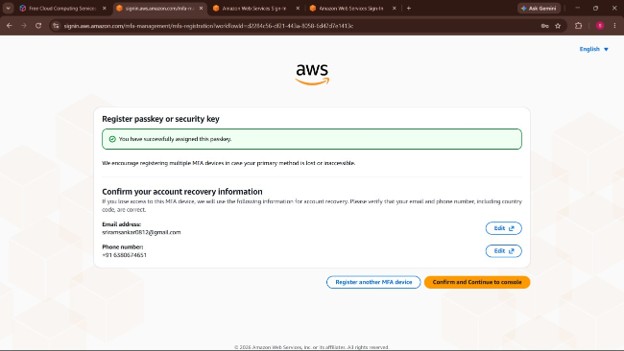 Free Cloud Computing Services
signin.aws.amazon.com/mfa-m
Amazon Web Services Sign-In
Amazon Web Services Sign-In
Ask Gemini
English
aws
Register passkey or security key
You have successfully assigned this passkey.
We encourage registering multiple MFA devices in case your primary method is lost or inaccessible.
Confirm your account recovery information
If you lose access to this MFA device, we will use the following information for account recovery. Please verify that your email and phone number, including country
code, are correct.
Email address:
Edit
Phone number:
+91 6380674651
Edit
Register another MFA device
Confirm and Continue to console
© 2026 Amazon Web Services, Inc. or its affiliates. All rights reserved.